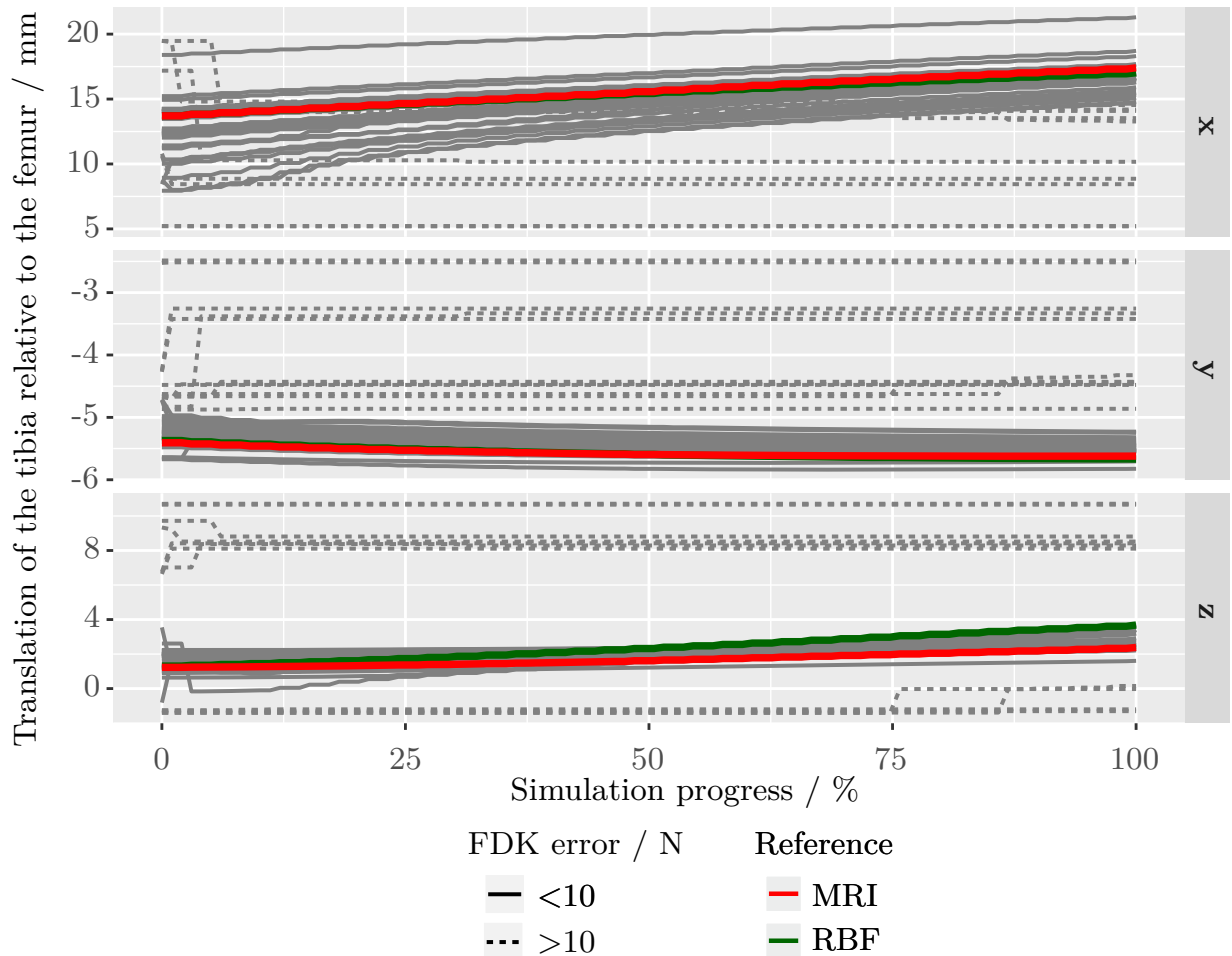 Translation of the tibia relative to the femur / mm
20
15
10
5
x
-3
-4
-5
-6
y
8
4
0
z
0 25 50 75 100
Simulation progress / %
FDK error / N Reference
<10 MRI
>10 RBF